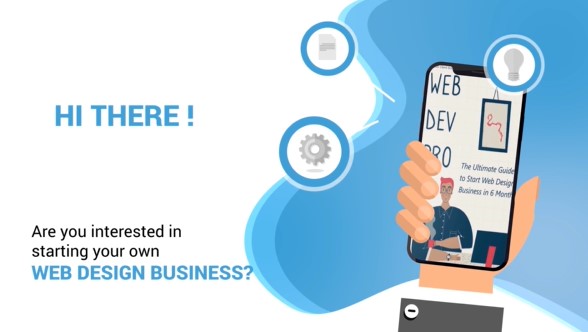 HI THERE !
Are you interested in
starting your own
WEB DESIGN BUSINESS?
WEB
DEV
PRO
The Ultimate Guide
to Start Web Design
Business in 6 Month